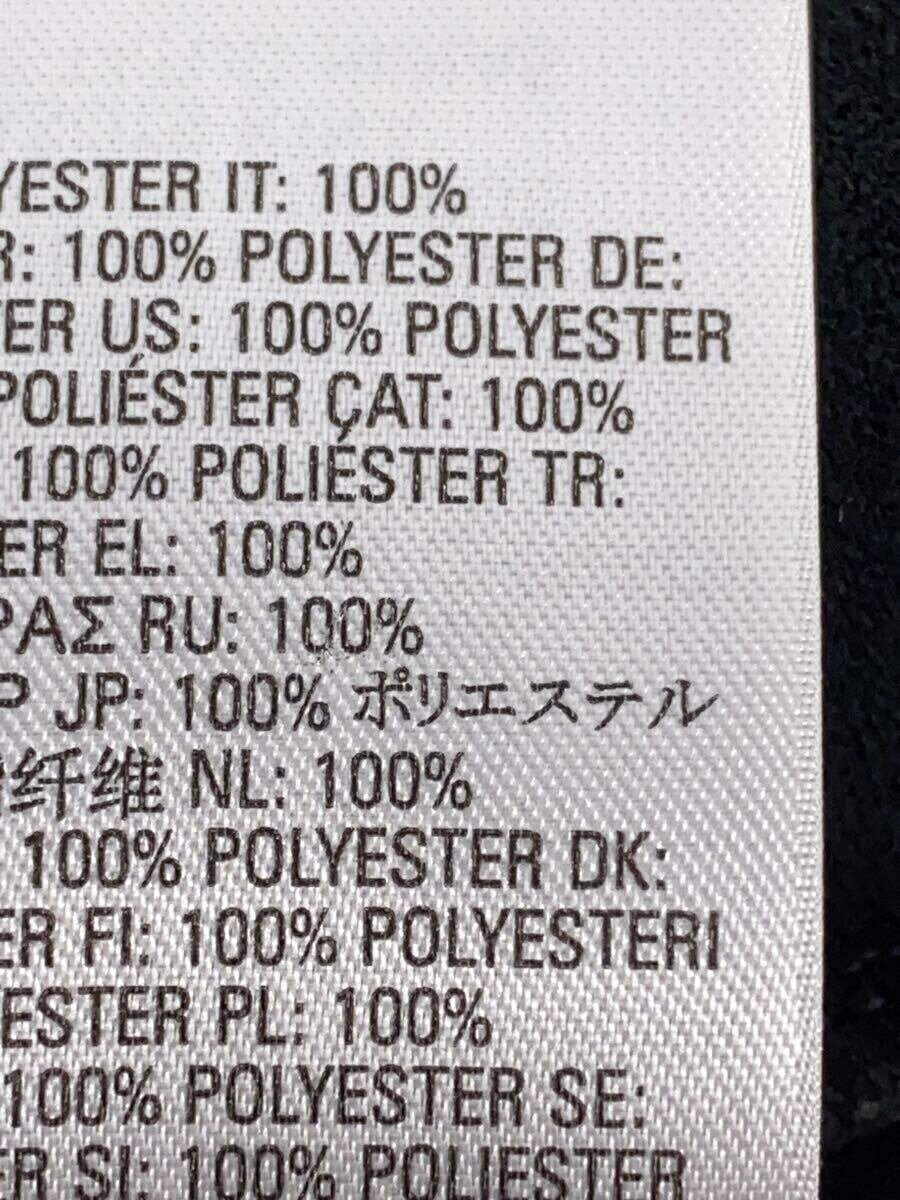 YESTER IT: 100%
R: 100% POLYESTER DE:
TER US: 100% POLYESTER
POLIÉSTER ÇAT: 100%
100% POLIÉSTER TR:
ER EL: 100%
ΡΑΣ RU: 100%
Р JP: 100% ポリエステル
纤维 NL: 100%
100% POLYESTER DK:
ER FI: 100% POLYESTERI
ESTER PL: 100%
100% POLYESTER SE:
ER SI: 100% POLIESTER